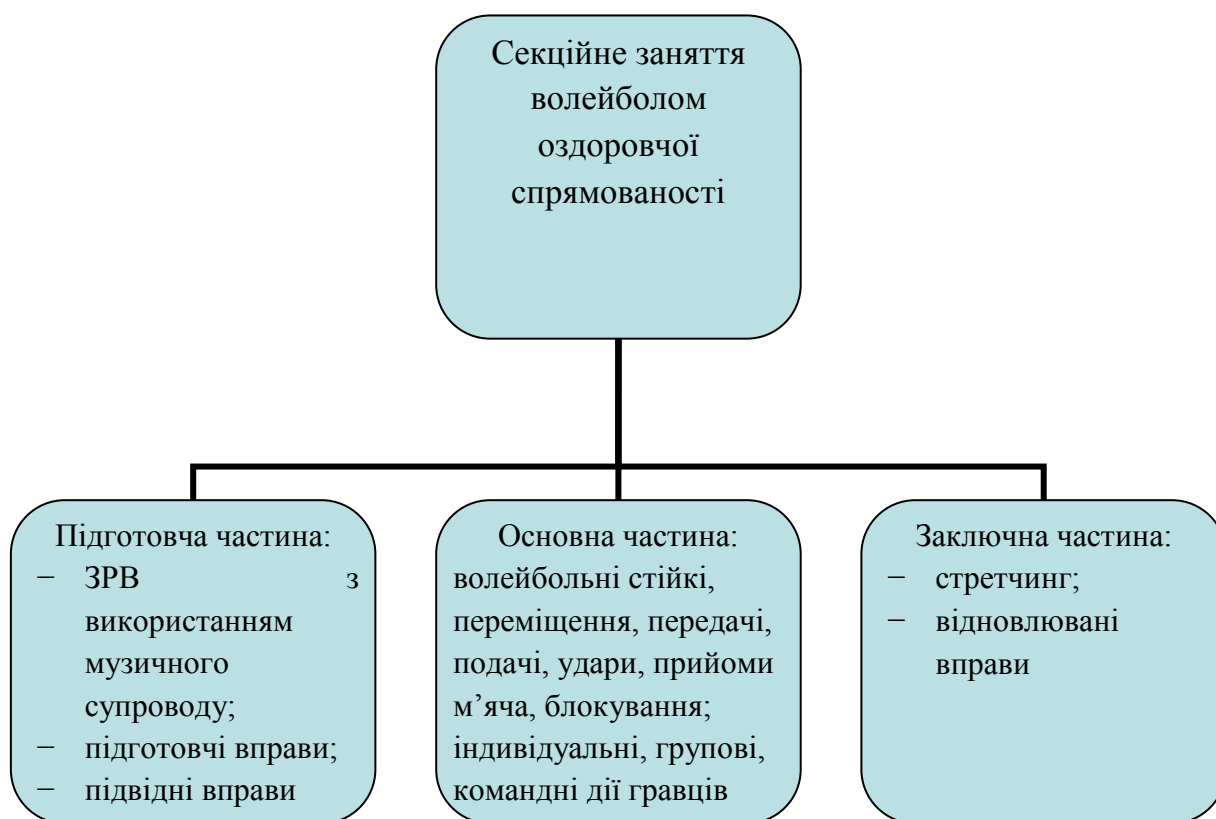 Секційне заняття
волейболом
оздоровчої
спрямованості
Підготовча частина:
− ЗРВ з
використанням
музичного
супроводу;
− підготовчі вправи;
− підвідні вправи
Основна частина:
волейбольні стійкі,
переміщення, передачі,
подачі, удари, прийоми
м’яча, блокування;
індивідуальні, групові,
командні дії гравців
Заключна частина:
− стретчинг;
− відновлювані
вправи